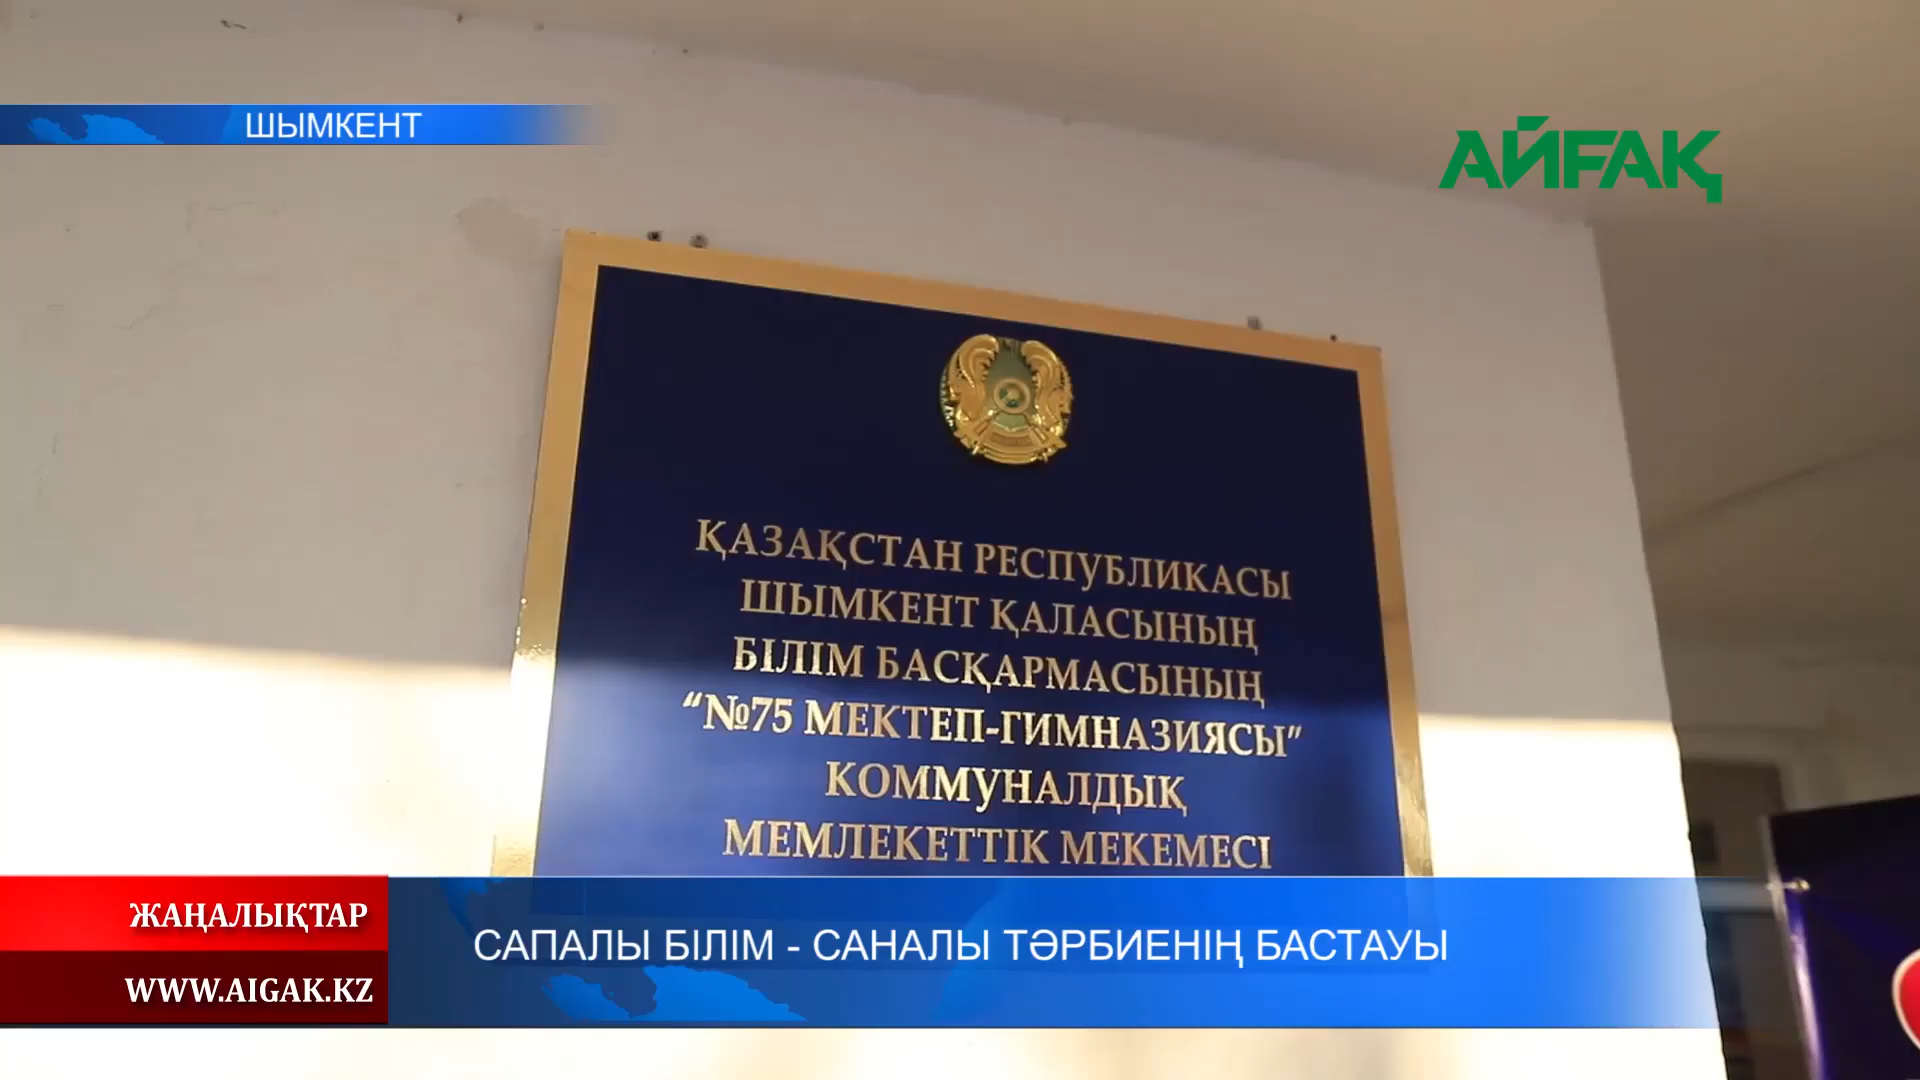 ШЫМКЕНТ
АЙҒАҚ
ҚАЗАҚСТАН РЕСПУБЛИКАСЫ
ШЫМКЕНТ ҚАЛАСЫНЫҢ
БІЛІМ БАСҚАРМАСЫНЫҢ
“№75 МЕКТЕП-ГИМНАЗИЯСЫ”
КОММУНАЛДЫҚ
МЕМЛЕКЕТТІК МЕКЕМЕСІ
ЖАҢАЛЫҚТАР
WWW.AIGAK.KZ
САПАЛЫ БІЛІМ - САНАЛЫ ТӘРБИЕНІҢ БАСТАУЫ